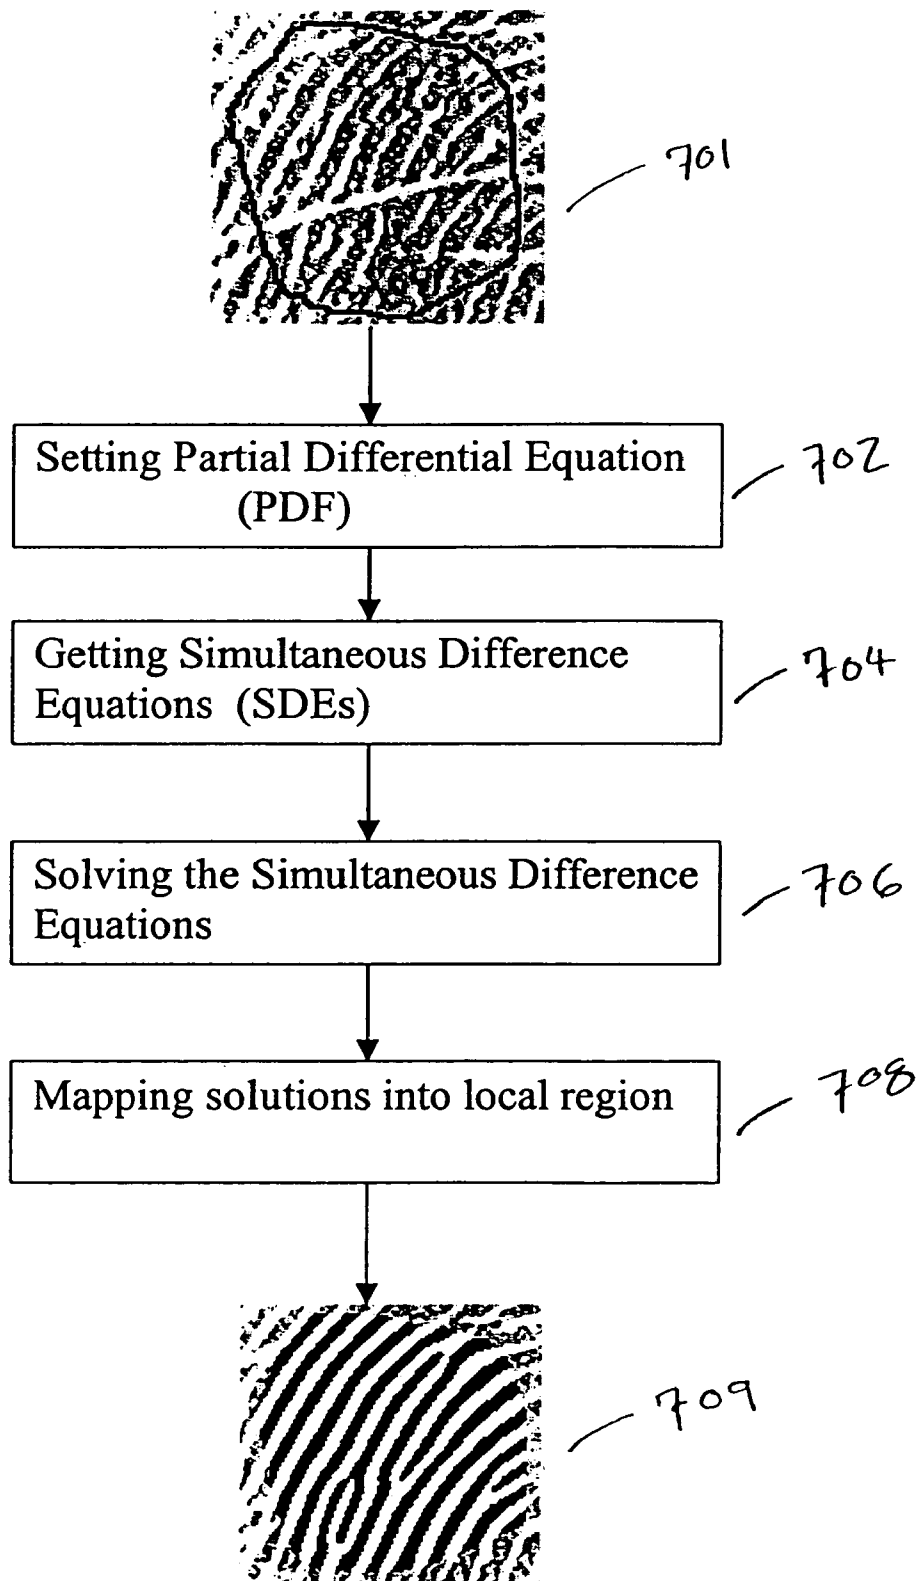 701
Setting Partial Differential Equation
(PDF)
702
Getting Simultaneous Difference
Equations (SDEs)
704
Solving the Simultaneous Difference
Equations
706
Mapping solutions into local region
708
709